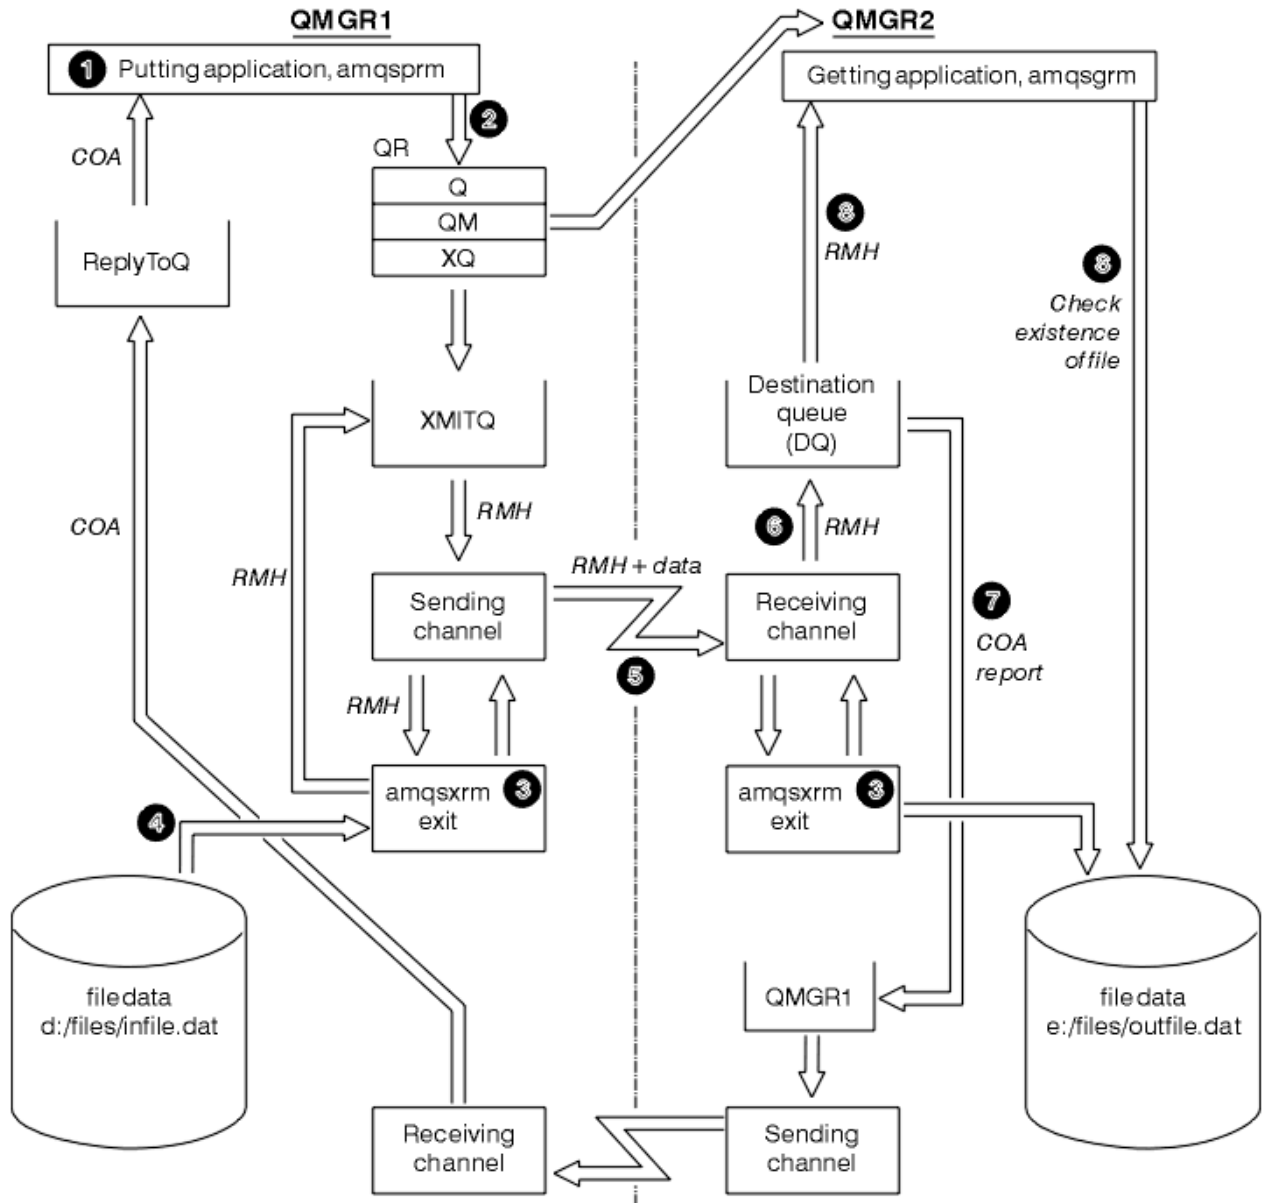 QMGR1
QMGR2
1 Putting application, amqsprm
Getting application, amqsgrm
2
COA
QR
Q
QM
XQ
8
RMH
ReplyToQ
8
Check
existence
of file
XMITQ
Destination
queue
(DQ)
COA
RMH
6 RMH
RMH
RMH + data
Sending
channel
Receiving
channel
7
COA
report
5
RMH
amqsxrm 3
exit
amqsxrm 3
exit
4
file data
d:/files/infile.dat
QMGR1
file data
e:/files/outfile.dat
Receiving
channel
Sending
channel